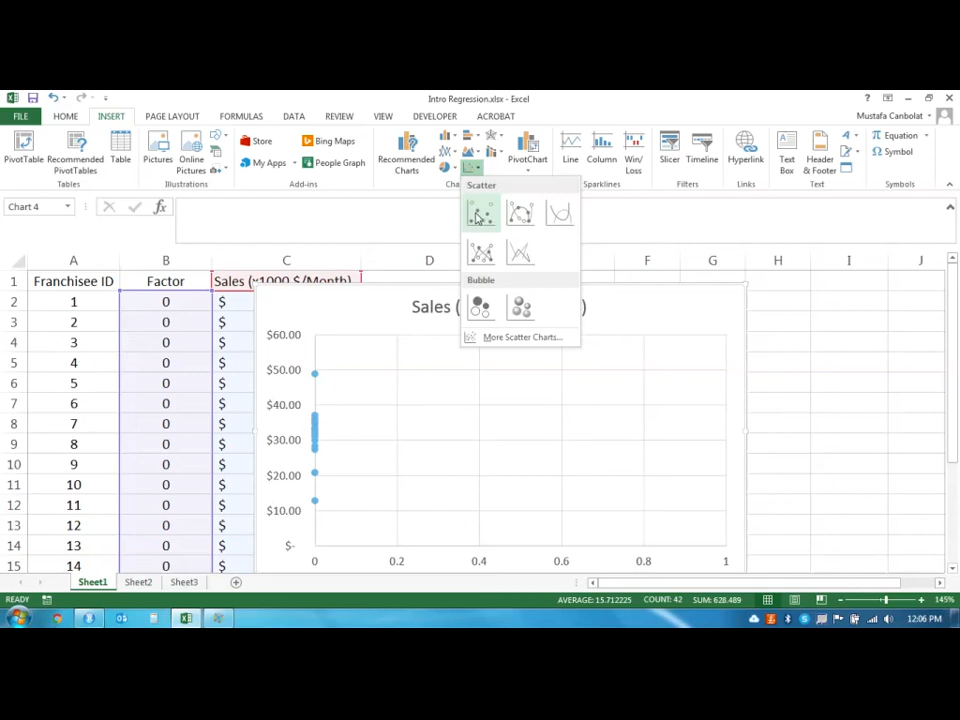 Intro Regression.xlsx - Excel
FILE HOME INSERT PAGE LAYOUT FORMULAS DATA REVIEW VIEW DEVELOPER ACROBAT Mustafa Canbolat
PivotTable Recommended PivotTables Table
Tables
Pictures Online Pictures
Illustrations
Store
My Apps
Bing Maps
People Graph
Add-ins
Recommended Charts
PivotChart
Line Column Win/Loss
Sparklines
Slicer Timeline
Filters
Hyperlink
Links
Text Box Header & Footer
Text
Equation
Symbol
Symbols
Scatter
Bubble
More Scatter Charts...
Chart 4 fx
A B C D F G H I J
1 Franchisee ID Factor Sales (x1000 $/Month)
2 1 0 $
3 2 0 $
4 3 0 $
5 4 0 $
6 5 0 $
7 6 0 $
8 7 0 $
9 8 0 $
10 9 0 $
11 10 0 $
12 11 0 $
13 12 0 $
14 13 0 $
15 14 0 $
Sales (
)
$60.00
$50.00
$40.00
$30.00
$20.00
$10.00
$-
0 0.2 0.4 0.6 0.8 1
Sheet1 Sheet2 Sheet3
READY AVERAGE: 15.712225 COUNT: 42 SUM: 628.489 145%
12:06 PM